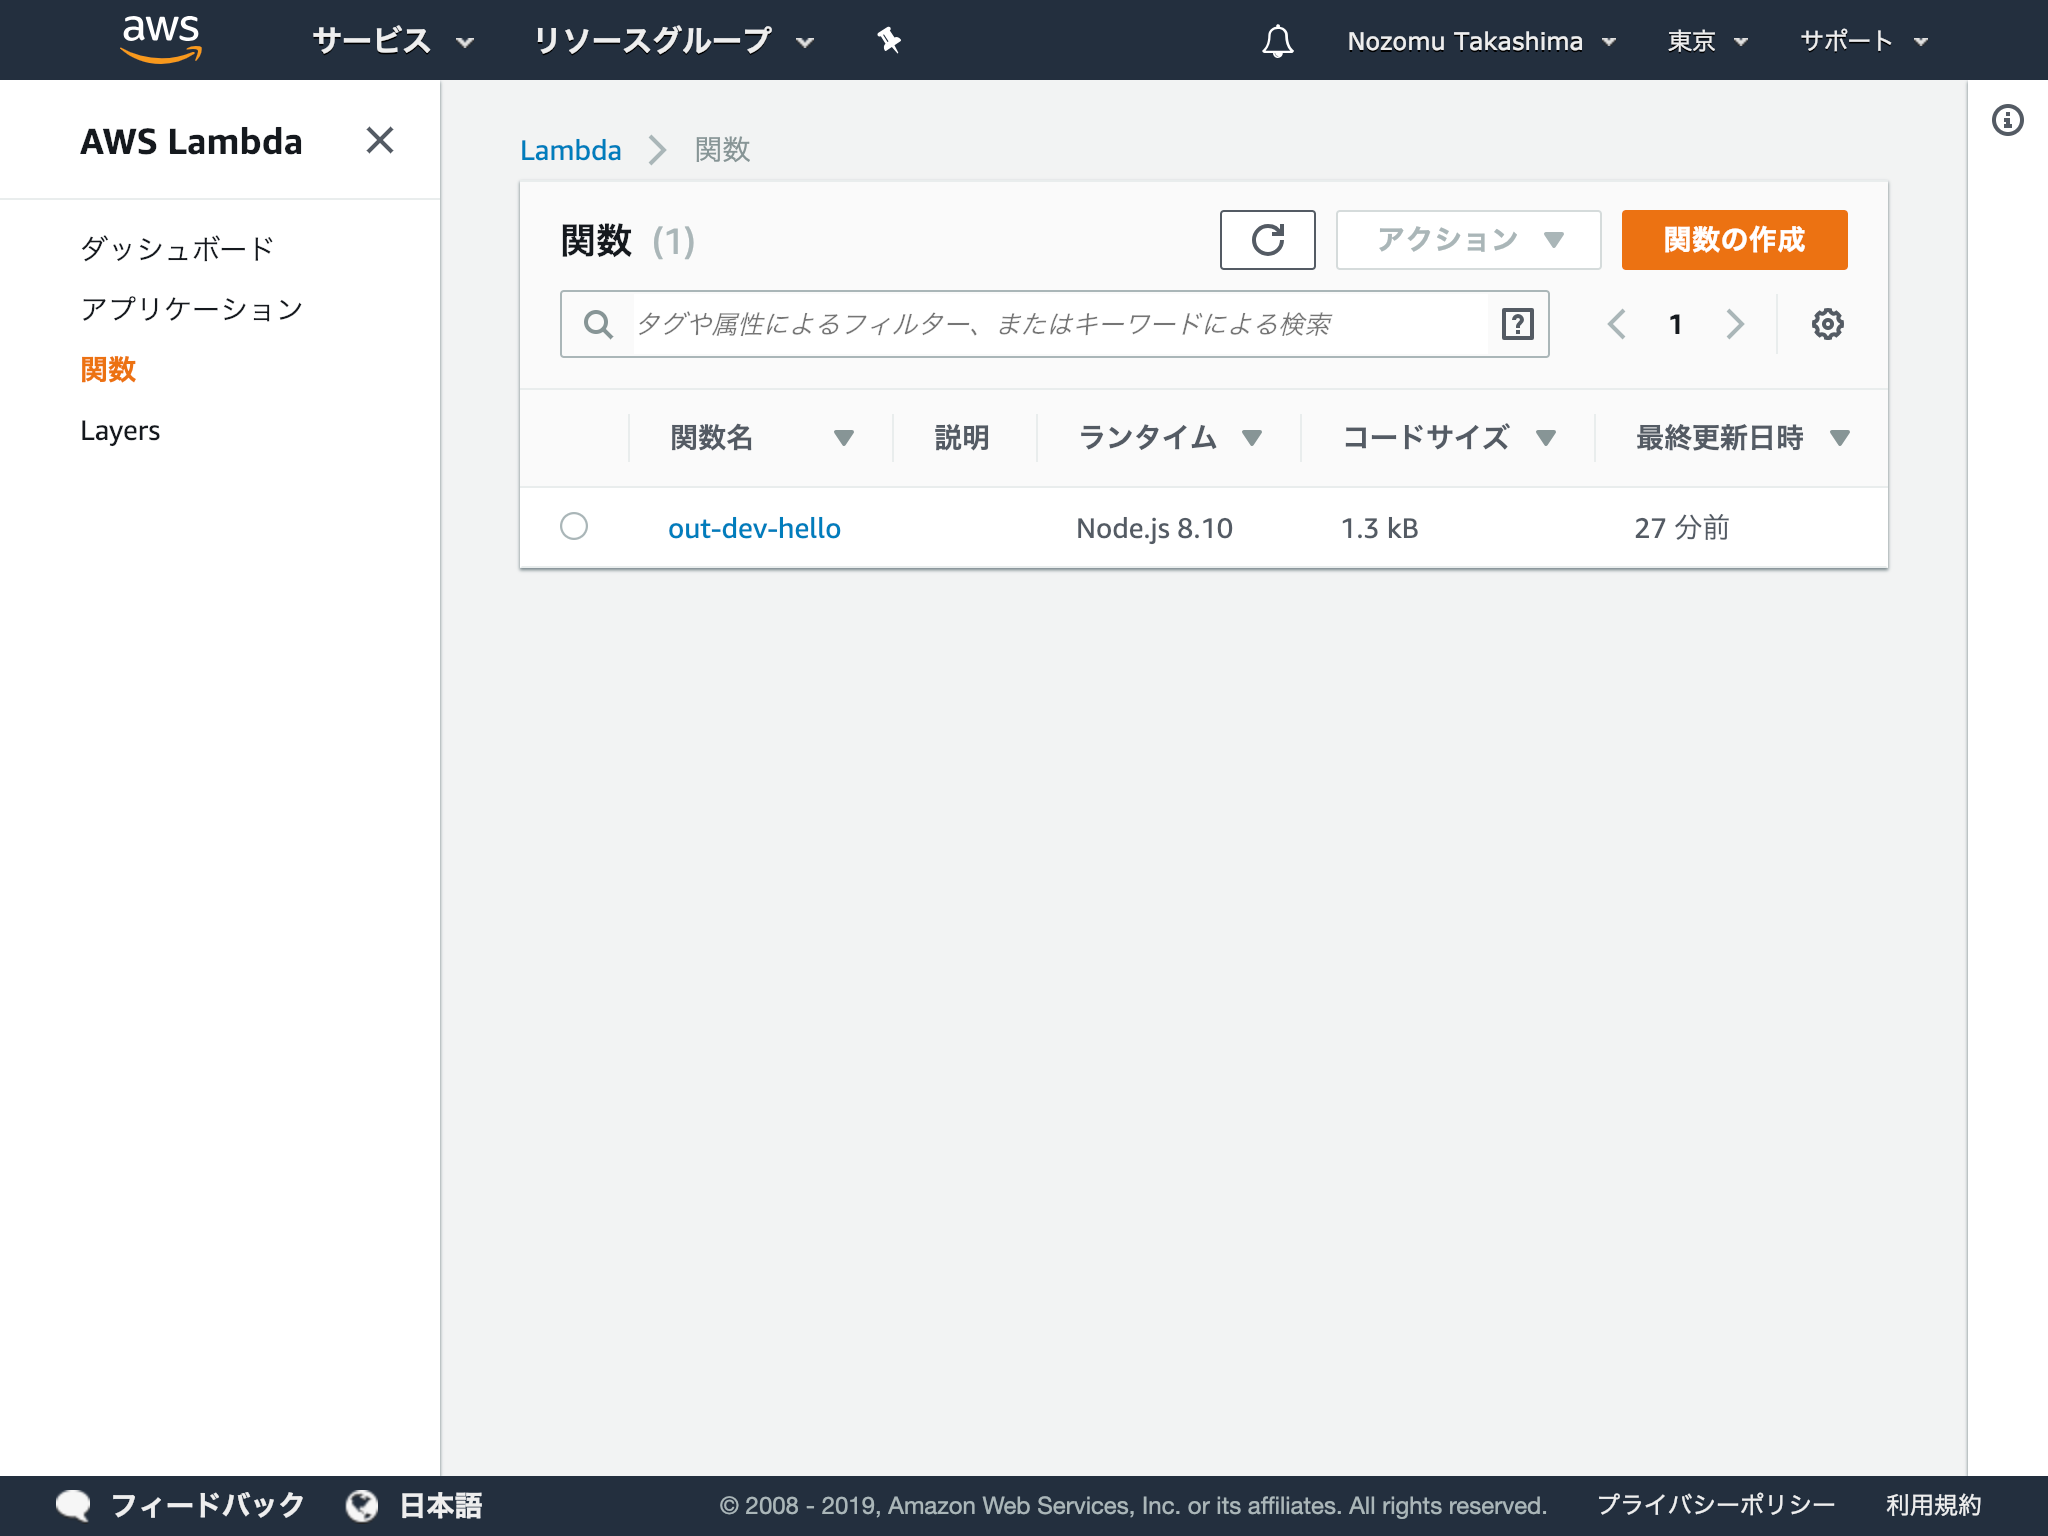 aws サービス リソースグループ Nozomu Takashima 東京 サポート
AWS Lambda
ダッシュボード
アプリケーション
関数
Layers
Lambda 関数
関数 (1) アクション 関数の作成
タグや属性によるフィルター、またはキーワードによる検索 1
関数名 説明 ランタイム コードサイズ 最終更新日時
out-dev-hello Node.js 8.10 1.3 kB 27 分前
フィードバック 日本語 © 2008 - 2019, Amazon Web Services, Inc. or its affiliates. All rights reserved. プライバシーポリシー 利用規約